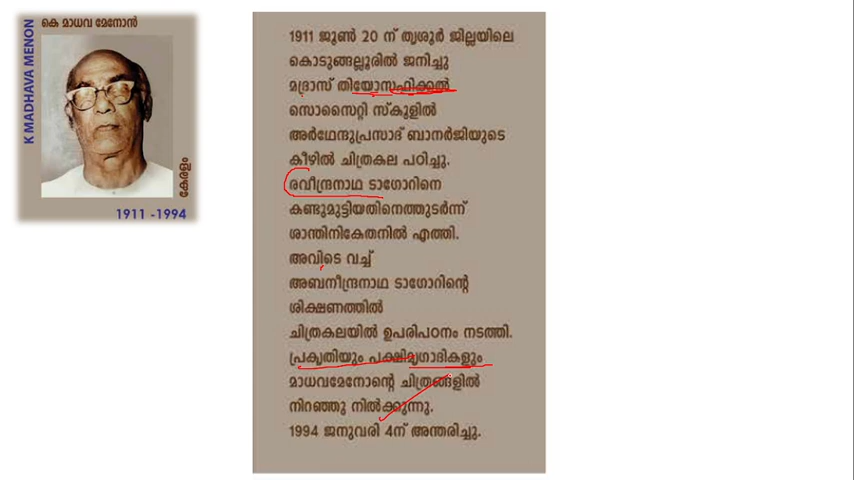 കെ മാധവ മേനോൻ
K MADHAVA MENON
കേരളം
1911 -1994
1911 ജൂൺ 20 ന് തൃശൂർ ജില്ലയിലെ
കൊടുങ്ങല്ലൂരിൽ ജനിച്ചു
മദ്രാസ് തിയോസഫിക്കൽ
സൊസൈറ്റി സ്കൂളിൽ
അർധേന്ദുപ്രസാദ് ബാനർജിയുടെ
കീഴിൽ ചിത്രകല പഠിച്ചു.
രവീന്ദ്രനാഥ ടാഗോറിനെ
കണ്ടുമുട്ടിയതിനെത്തുടർന്ന്
ശാന്തിനികേതനിൽ എത്തി.
അവിടെ വച്ച്
അബനീന്ദ്രനാഥ ടാഗോറിന്റെ
ശിക്ഷണത്തിൽ
ചിത്രകലയിൽ ഉപരിപഠനം നടത്തി.
പ്രകൃതിയും പക്ഷിമൃഗാദികളും
മാധവമേനോന്റെ ചിത്രങ്ങളിൽ
നിറഞ്ഞു നിൽക്കുന്നു.
1994 ജനുവരി 4ന് അന്തരിച്ചു.